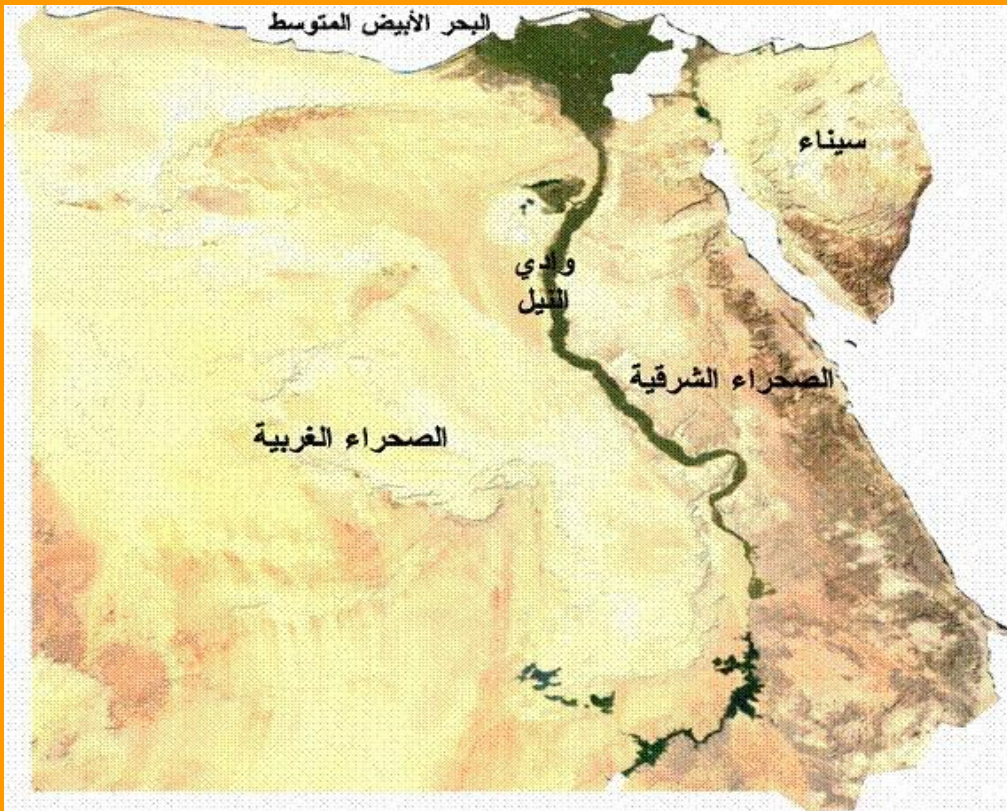 البحر الأبيض المتوسط
سيناء
وادي
النيل
الصحراء الشرقية
الصحراء الغربية